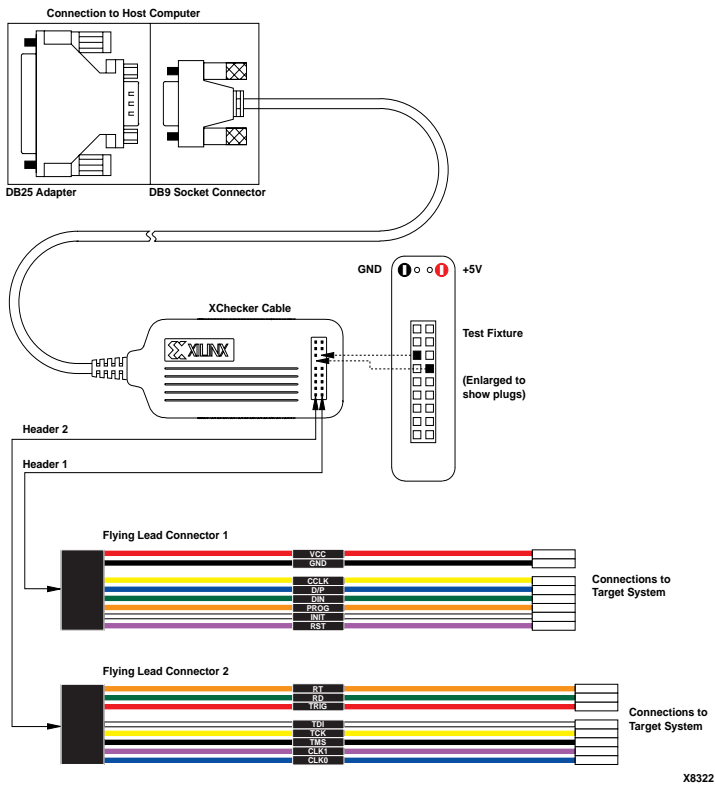 Connection to Host Computer
DB25 Adapter
DB9 Socket Connector
GND
+5V
XChecker Cable
Test Fixture
XILINX
(Enlarged to
show plugs)
Header 2
Header 1
Flying Lead Connector 1
VCC
GND
CCLK
D/P
DIN
PROG
INIT
RST
Connections to
Target System
Flying Lead Connector 2
RT
RD
TRIG
TDI
TCK
TMS
CLK1
CLK0
Connections to
Target System
X8322